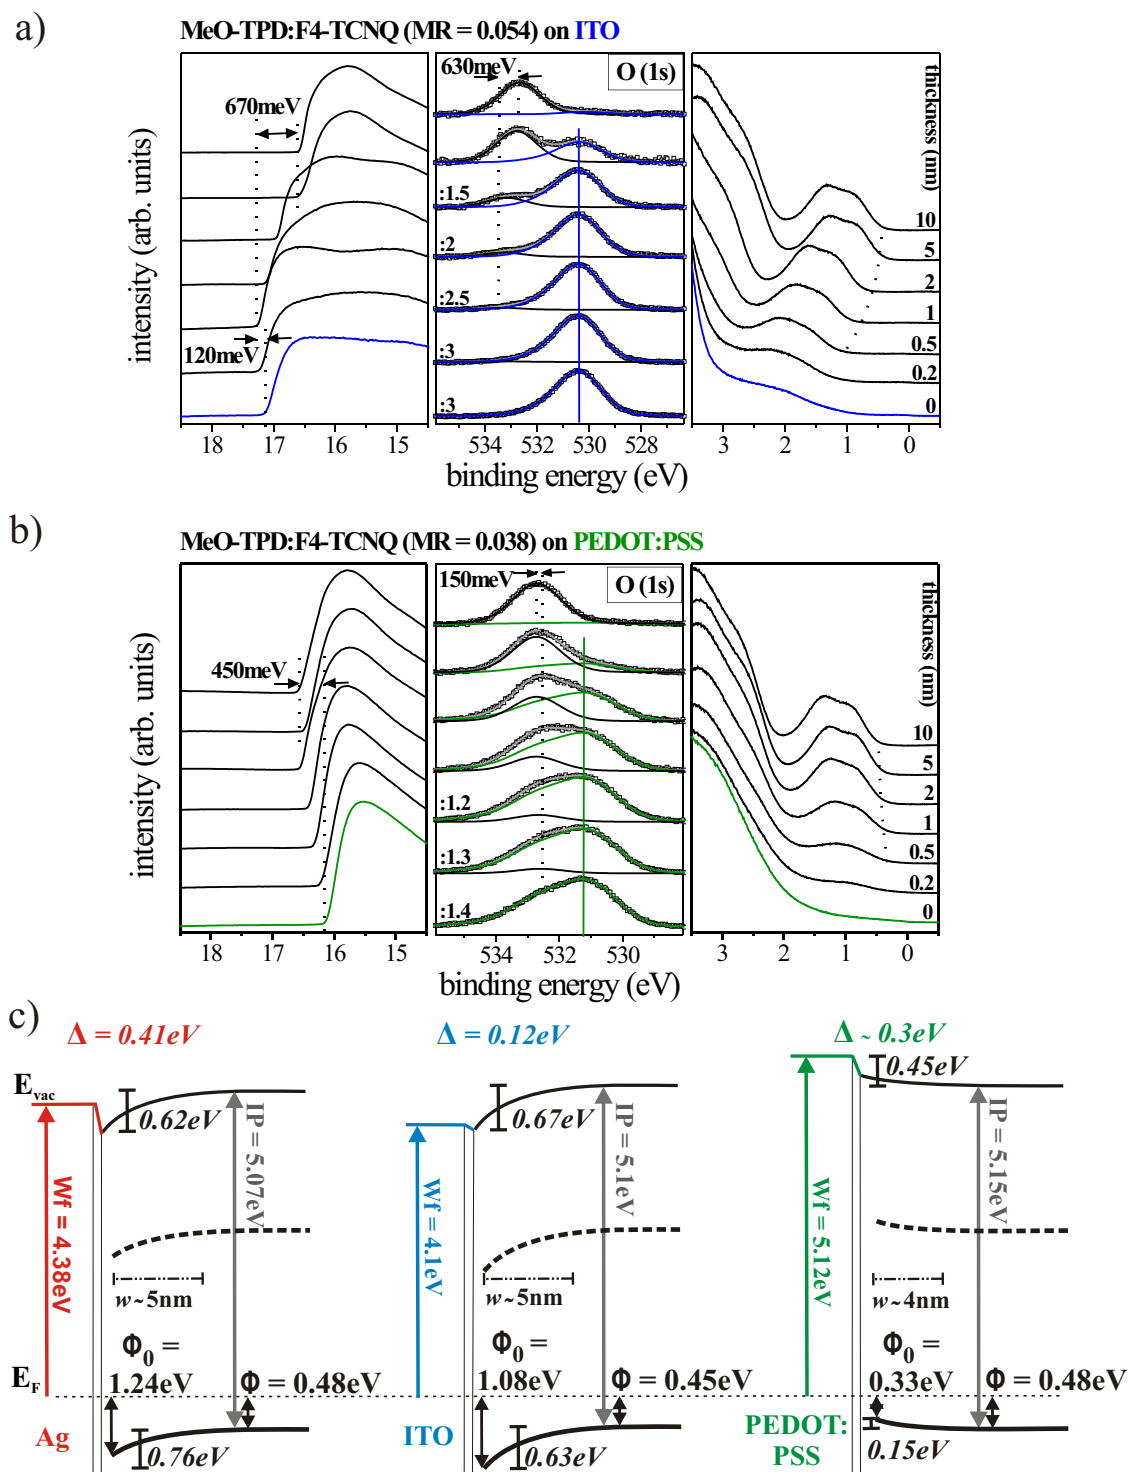 a)
MeO-TPD:F4-TCNQ (MR = 0.054) on ITO
intensity (arb. units)
670meV
120meV
630meV
O (1s)
:1.5
:2
:2.5
:3
:3
thickness (nm)
10
5
2
1
0.5
0.2
0
18 17 16 15
534 532 530 528
3 2 1 0
binding energy (eV)
b)
MeO-TPD:F4-TCNQ (MR = 0.038) on PEDOT:PSS
intensity (arb. units)
450meV
150meV
O (1s)
:1.2
:1.3
:1.4
thickness (nm)
10
5
2
1
0.5
0.2
0
18 17 16 15
534 532 530
3 2 1 0
binding energy (eV)
c)
Δ = 0.41eV
Evac
0.62eV
Wf = 4.38eV
IP = 5.07eV
w~5nm
Φ0 =
1.24eV
Φ = 0.48eV
EF
Ag
0.76eV
Δ = 0.12eV
0.67eV
Wf = 4.1eV
IP = 5.1eV
w~5nm
Φ0 =
1.08eV
Φ = 0.45eV
ITO
0.63eV
Δ ~ 0.3eV
0.45eV
Wf = 5.12eV
IP = 5.15eV
w~4nm
Φ0 =
0.33eV
Φ = 0.48eV
PEDOT:
PSS
0.15eV